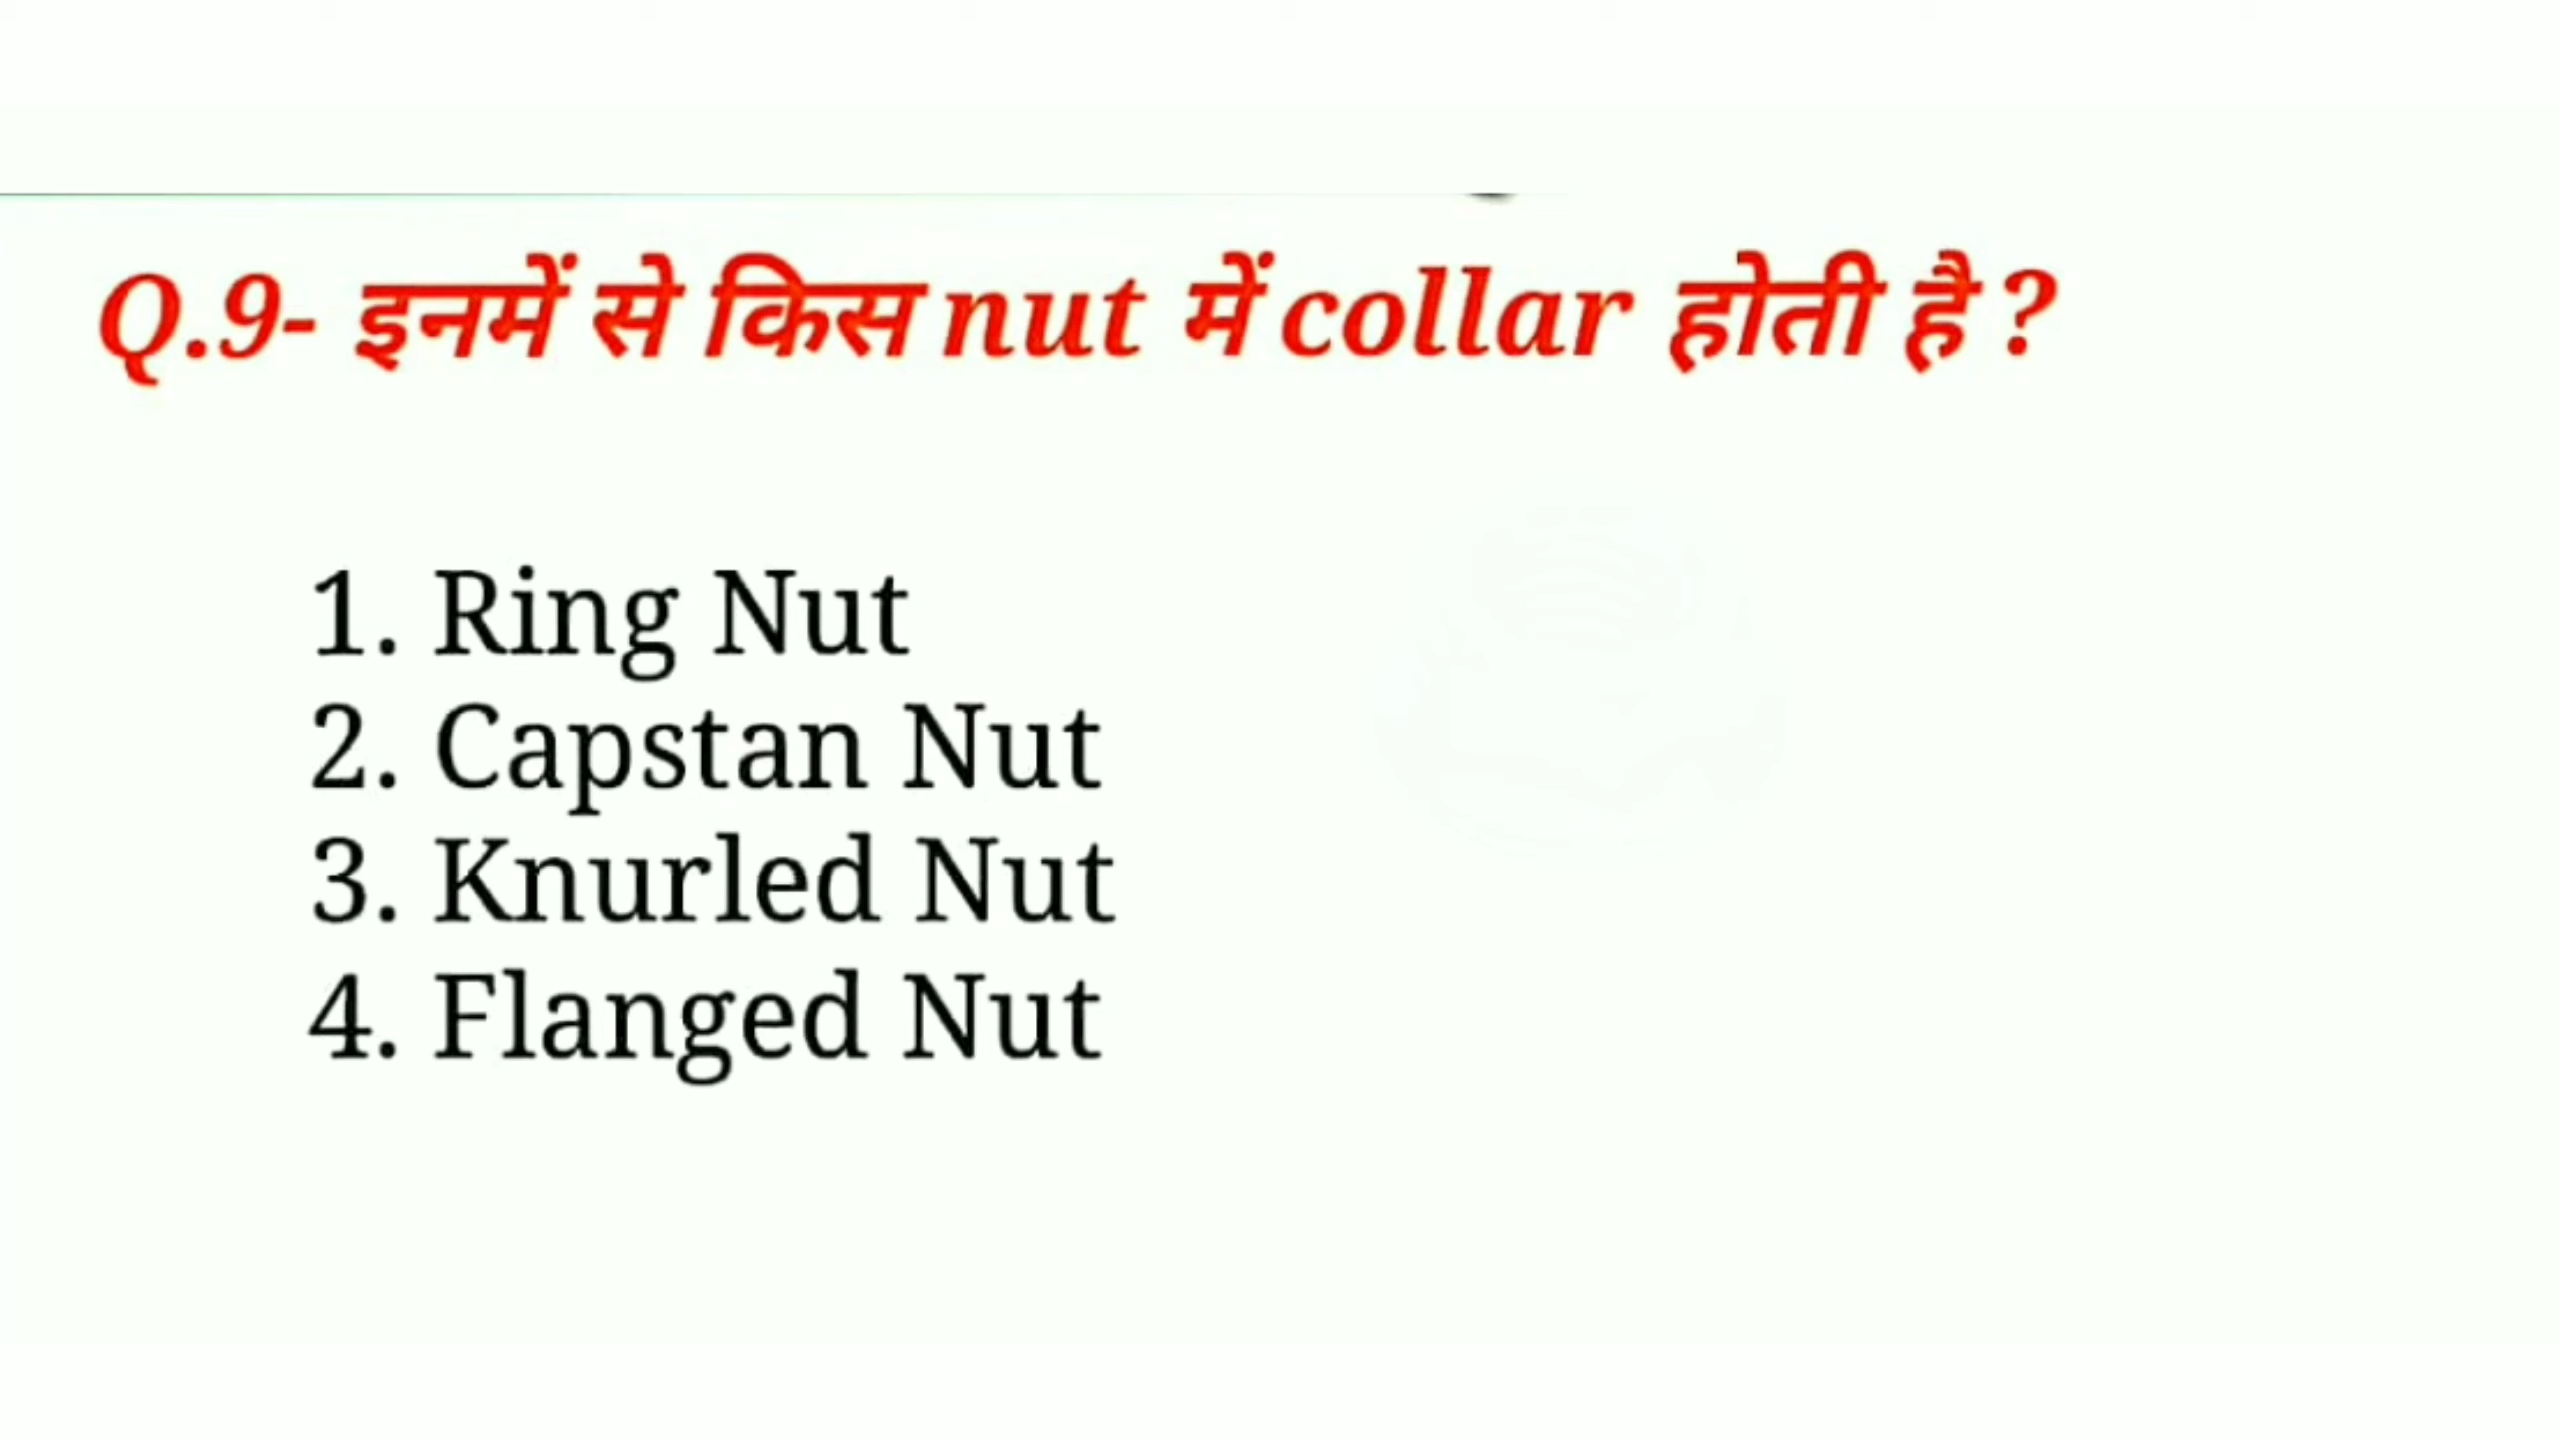 Q.9- इनमें से किस nut में collar होती है ?
1. Ring Nut
2. Capstan Nut
3. Knurled Nut
4. Flanged Nut